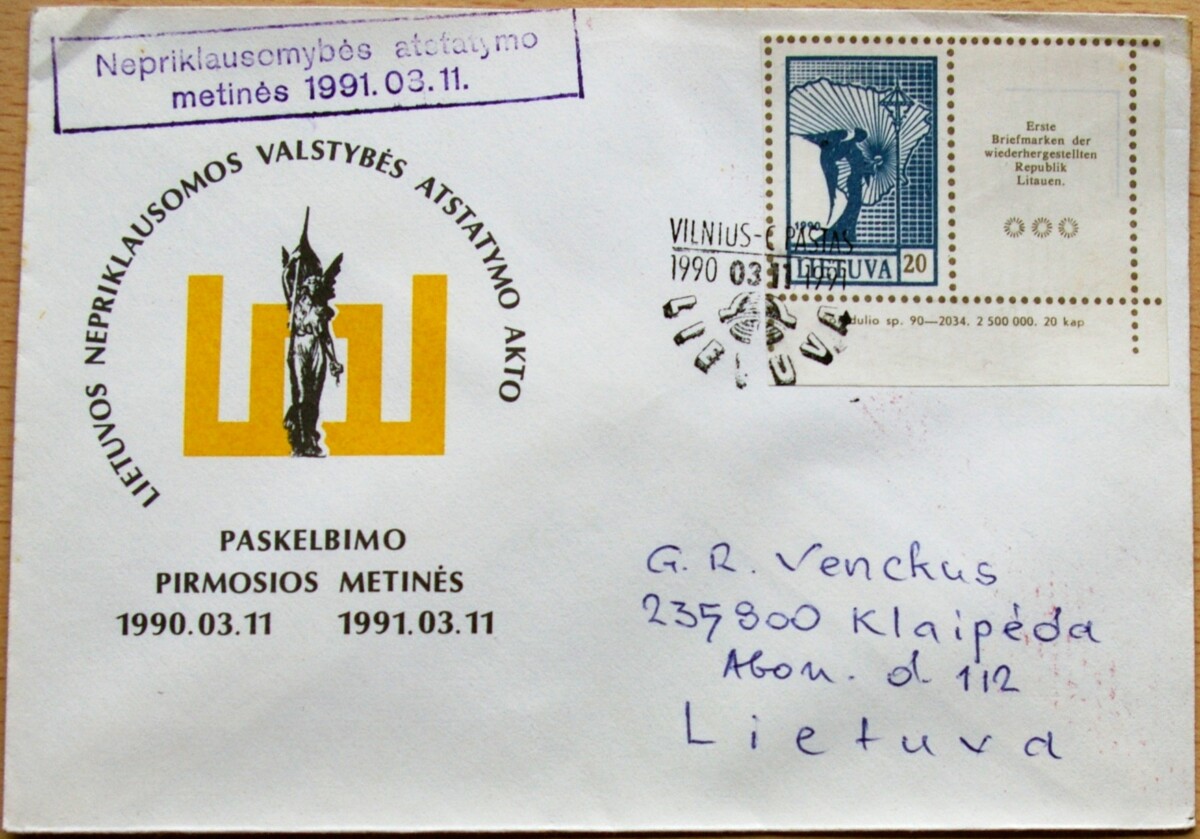 Nepriklausomybės atstatymo
metinės 1991.03.11.
LIETUVOS NEPRIKLAUSOMOS VALSTYBĖS ATSTATYMO AKTO
PASKELBIMO
PIRMOSIOS METINĖS
1990.03.11 1991.03.11
1990
LIETUVA 20
Erste
Briefmarken der
wiederhergestellten
Republik
Litauen.
VILNIUS- PAŠTAS
1990 03 11 1991
LIETUVA
sp. 90—2034. 2 500 000. 20 kap
G. R. Venckus
235800 Klaipėda
Abon. d. 112
Lietuva